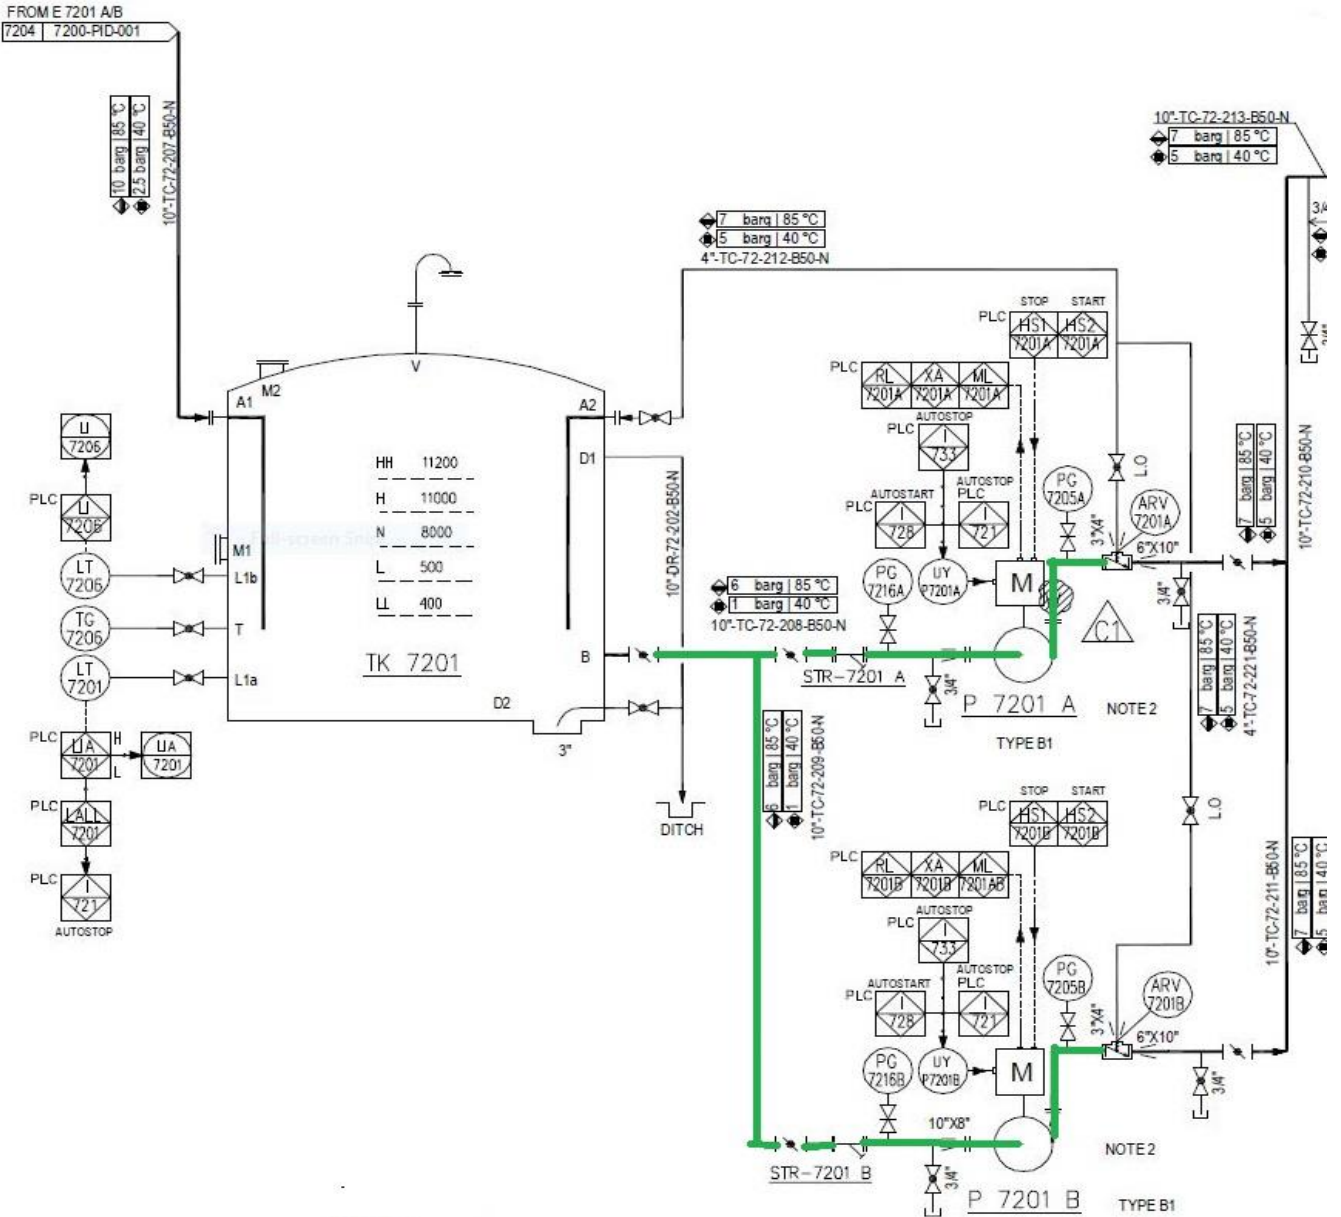 FROM E 7201 A/B
7204 7200-PID-001
10 barg 85 °C
2.5 barg 40 °C
10"-TC-72-207-B50-N
10"-TC-72-213-B50-N
7 barg 85 °C
5 barg 40 °C
7 barg 85 °C
5 barg 40 °C
4"-TC-72-212-B50-N
STOP START
PLC HS1 HS2
7201A 7201A
PLC RL XA ML
7201A 7201A 7201A
AUTOSTOP
PLC I
733
AUTOSTART AUTOSTOP
PLC I PLC I
728 721
PG
7216A
UY
P7201A
M
PG
7205A
L.O
ARV
7201A
3"X4"
6"X10"
3/4"
7 barg 85 °C
5 barg 40 °C
10"-TC-72-210-B50-N
3/4"
V
M2
A1
A2
D1
HH 11200
H 11000
N 8000
L 500
LL 400
M1
L1b
T
L1a
B
D2
3"
TK 7201
LI
7206
PLC LI
7206
LT
7206
TG
7206
LT
7201
PLC LIA H
7201 L
LIA
7201
PLC LALL
7201
PLC I
721
AUTOSTOP
10"-DR-72-202-B50-N
DITCH
6 barg 85 °C
1 barg 40 °C
10"-TC-72-208-B50-N
STR-7201 A
3/4"
P 7201 A
NOTE 2
TYPE B1
C1
7 barg 85 °C
5 barg 40 °C
4"-TC-72-221-B50-N
6 barg 85 °C
1 barg 40 °C
10"-TC-72-209-B50-N
STOP START
PLC HS1 HS2
7201B 7201B
PLC RL XA ML
7201B 7201B 7201AB
AUTOSTOP
PLC I
733
AUTOSTART AUTOSTOP
PLC I PLC I
728 721
PG
7216B
UY
P7201B
M
PG
7205B
L.O
ARV
7201B
3"X4"
6"X10"
3/4"
10"-TC-72-211-B50-N
7 barg 85 °C
5 barg 40 °C
10"X8"
STR-7201 B
3/4"
P 7201 B
NOTE 2
TYPE B1